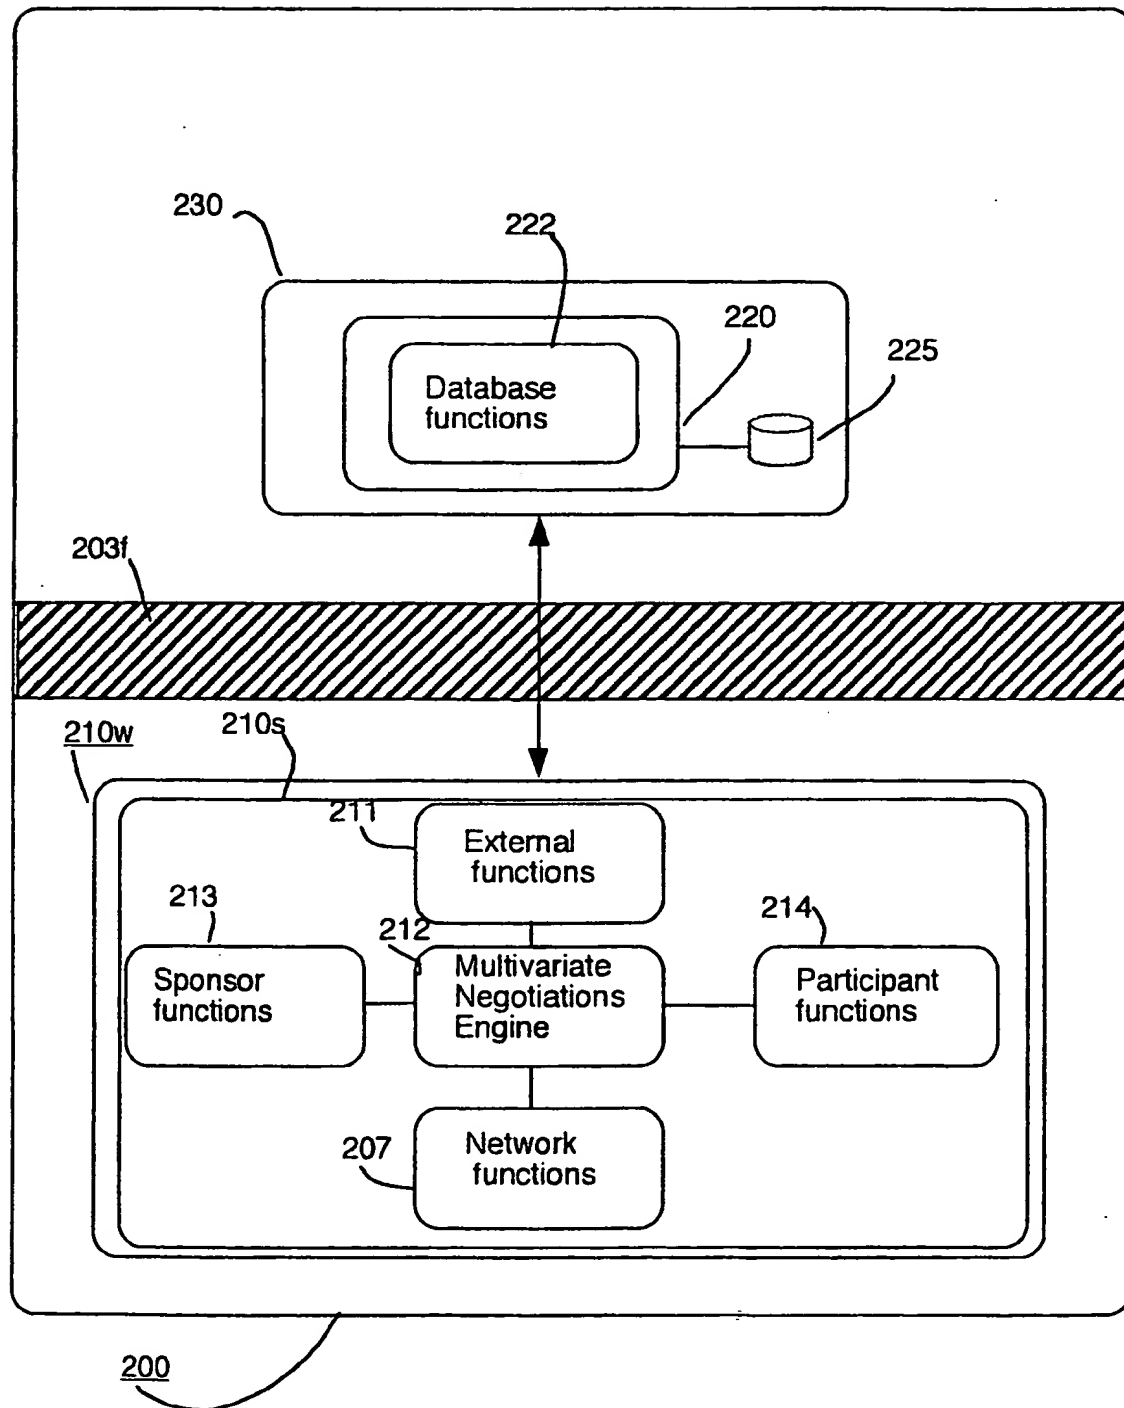 230
222
220
225
Database
functions
203f
210w
210s
211
External
functions
213
212
214
Sponsor
functions
Multivariate
Negotiations
Engine
Participant
functions
207
Network
functions
200